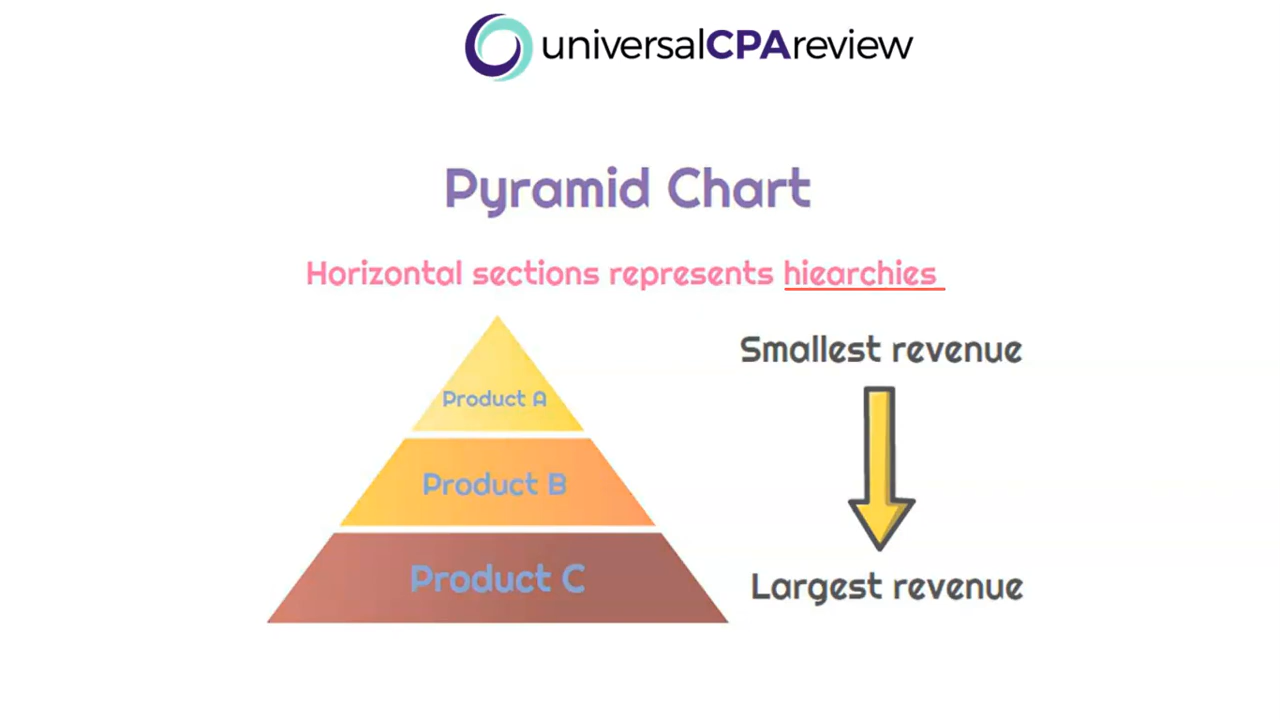 universalCPAreview
Pyramid Chart
Horizontal sections represents hiearchies
Smallest revenue
Product A
Product B
Product C
Largest revenue